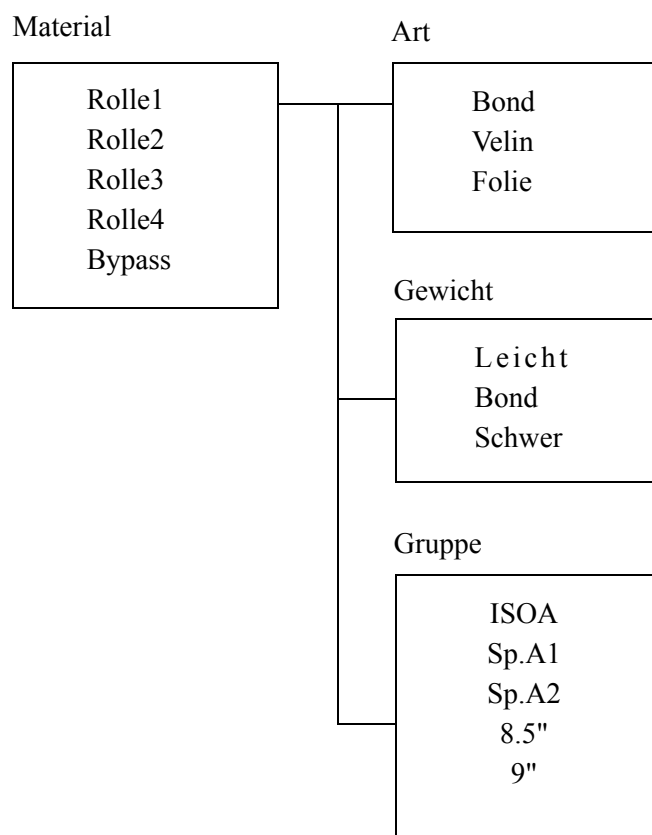 Material
Rolle1
Rolle2
Rolle3
Rolle4
Bypass
Art
Bond
Velin
Folie
Gewicht
Leicht
Bond
Schwer
Gruppe
ISOA
Sp.A1
Sp.A2
8.5"
9"